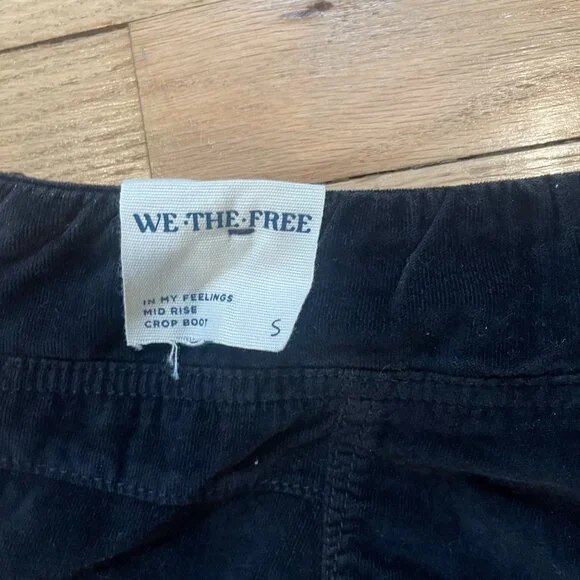 WE·THE·FREE
IN MY FEELINGS
MID RISE
CROP BOOT
S